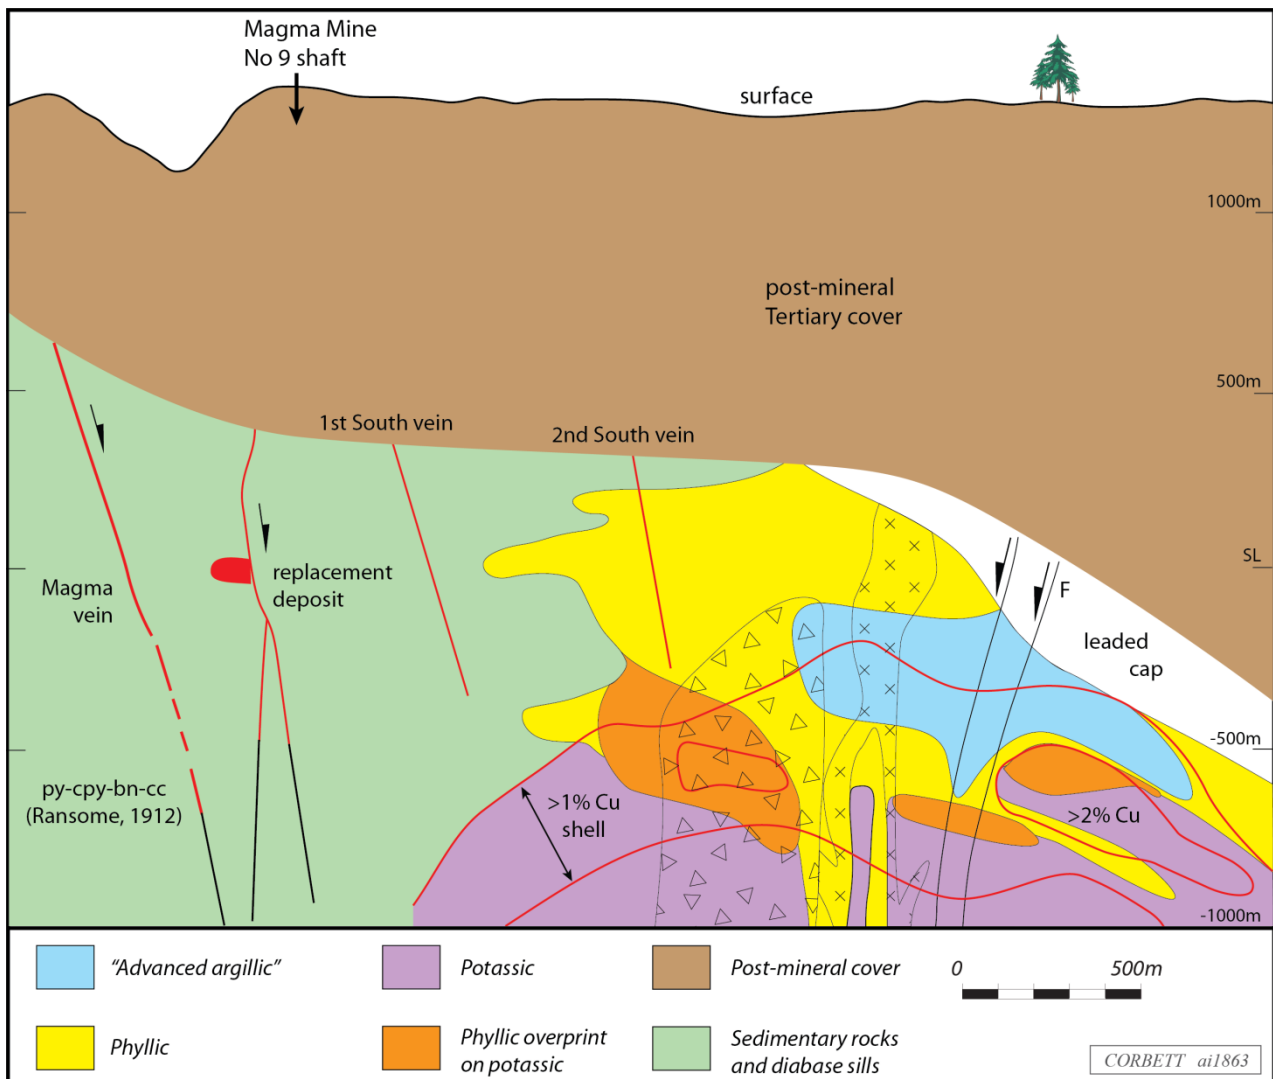 Magma Mine
No 9 shaft
surface
1000m
post-mineral
Tertiary cover
500m
1st South vein
2nd South vein
SL
replacement
deposit
Magma
vein
F
leaded
cap
-500m
py-cpy-bn-cc
(Ransome, 1912)
>1% Cu
shell
>2% Cu
-1000m
"Advanced argillic"
Potassic
Post-mineral cover
0 500m
Phyllic
Phyllic overprint
on potassic
Sedimentary rocks
and diabase sills
CORBETT ai1863